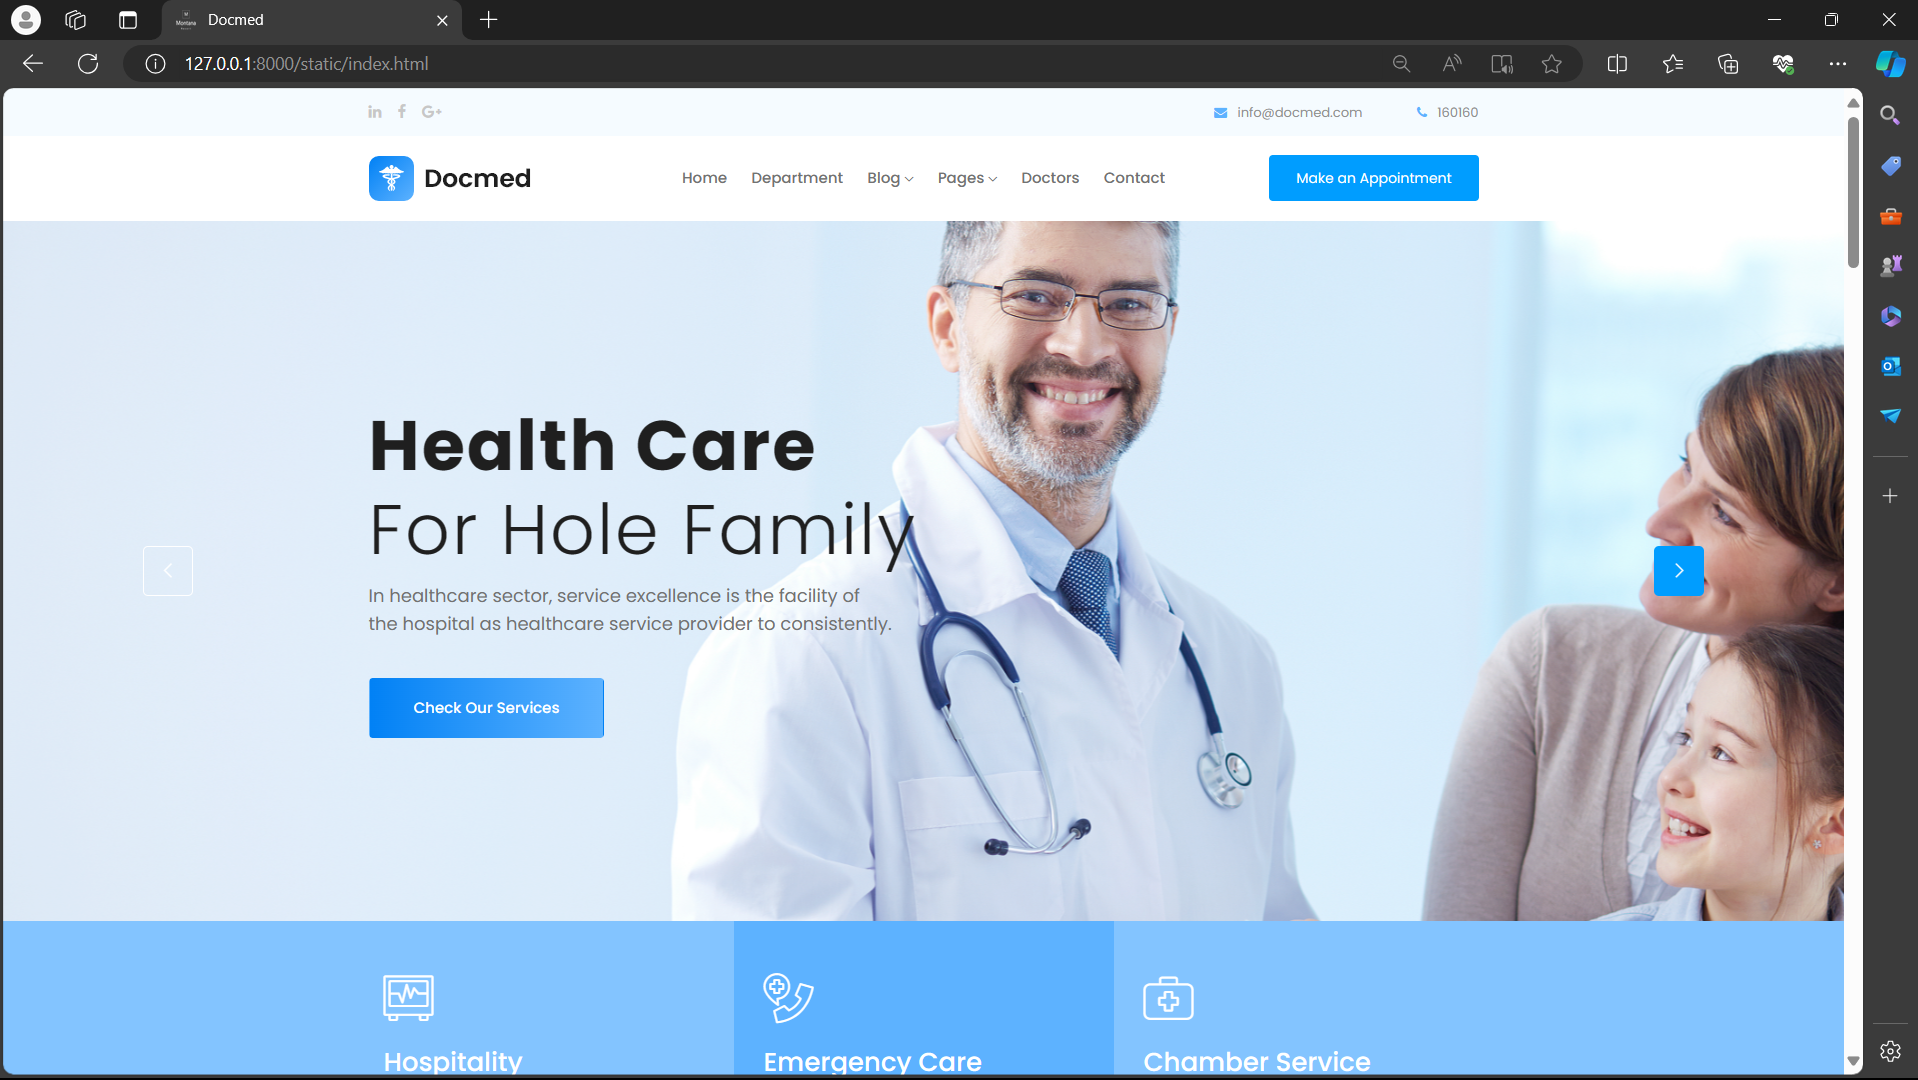 Docmed
127.0.0.1:8000/static/index.html
info@docmed.com
160160
Docmed
Home
Department
Blog
Pages
Doctors
Contact
Make an Appointment
Health Care
For Hole Family
In healthcare sector, service excellence is the facility of
the hospital as healthcare service provider to consistently.
Check Our Services
Hospitality
Emergency Care
Chamber Service